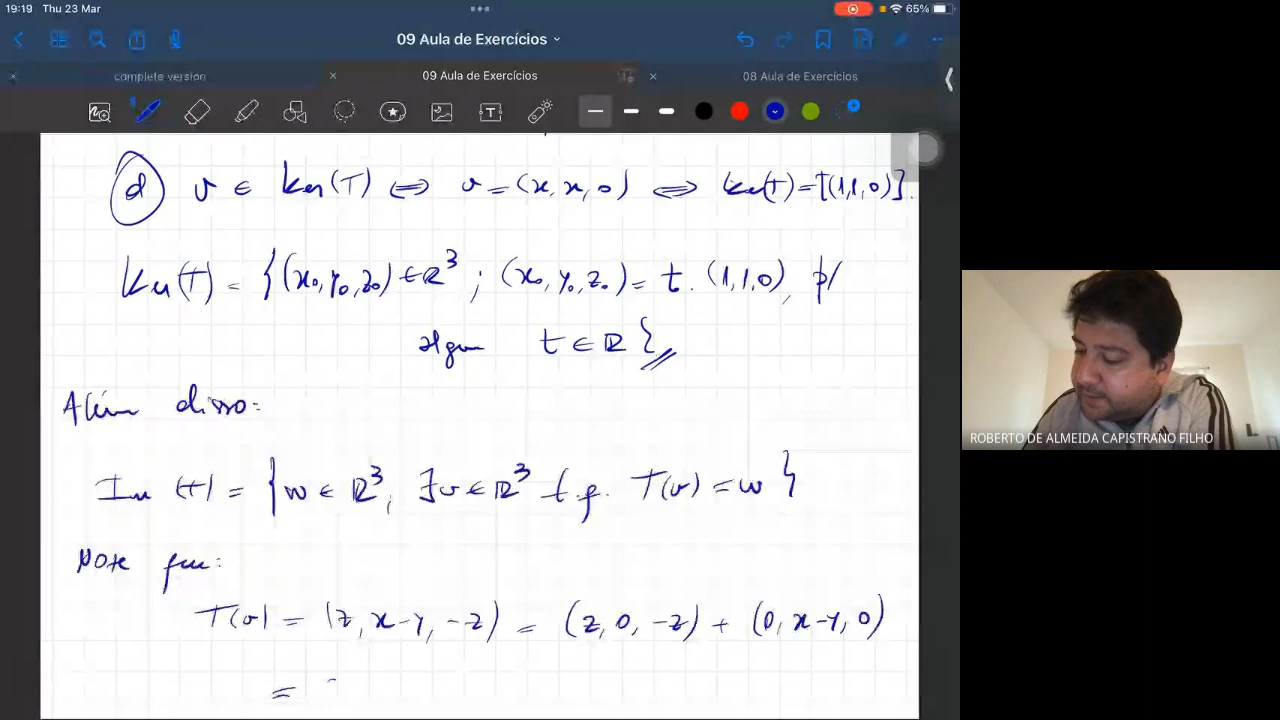 19:19 Thu 23 Mar
65%
09 Aula de Exercícios
complete version
09 Aula de Exercícios
08 Aula de Exercícios
d v ∈ Ker(T) ⟺ v = (x, x, 0) ⟺ Ker(T) = [(1,1,0)].
Ker(T) = {(x₀, y₀, z₀) ∈ ℝ³ ; (x₀, y₀, z₀) = t . (1,1,0), p/
algum t ∈ ℝ}
Além disso:
Im(T) = {w ∈ ℝ³, ∃v ∈ ℝ³ t.q. T(v) = w}
Note que:
T(v) = (z, x-y, -z) = (z, 0, -z) + (0, x-y, 0)
=
ROBERTO DE ALMEIDA CAPISTRANO FILHO